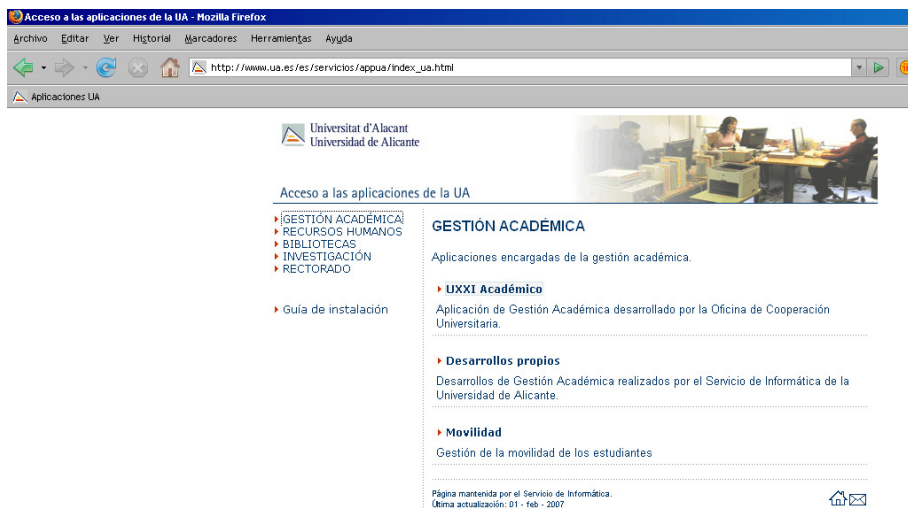 Acceso a las aplicaciones de la UA - Mozilla Firefox
Archivo Editar Ver Historial Marcadores Herramientas Ayuda
http://www.ua.es/es/servicios/appua/index_ua.html
Aplicaciones UA
Universitat d'Alacant
Universidad de Alicante
Acceso a las aplicaciones de la UA
GESTIÓN ACADÉMICA
RECURSOS HUMANOS
BIBLIOTECAS
INVESTIGACIÓN
RECTORADO
Guía de instalación
GESTIÓN ACADÉMICA
Aplicaciones encargadas de la gestión académica.
UXXI Académico
Aplicación de Gestión Académica desarrollado por la Oficina de Cooperación
Universitaria.
Desarrollos propios
Desarrollos de Gestión Académica realizados por el Servicio de Informática de la
Universidad de Alicante.
Movilidad
Gestión de la movilidad de los estudiantes
Página mantenida por el Servicio de Informática.
Última actualización: 01 - feb - 2007